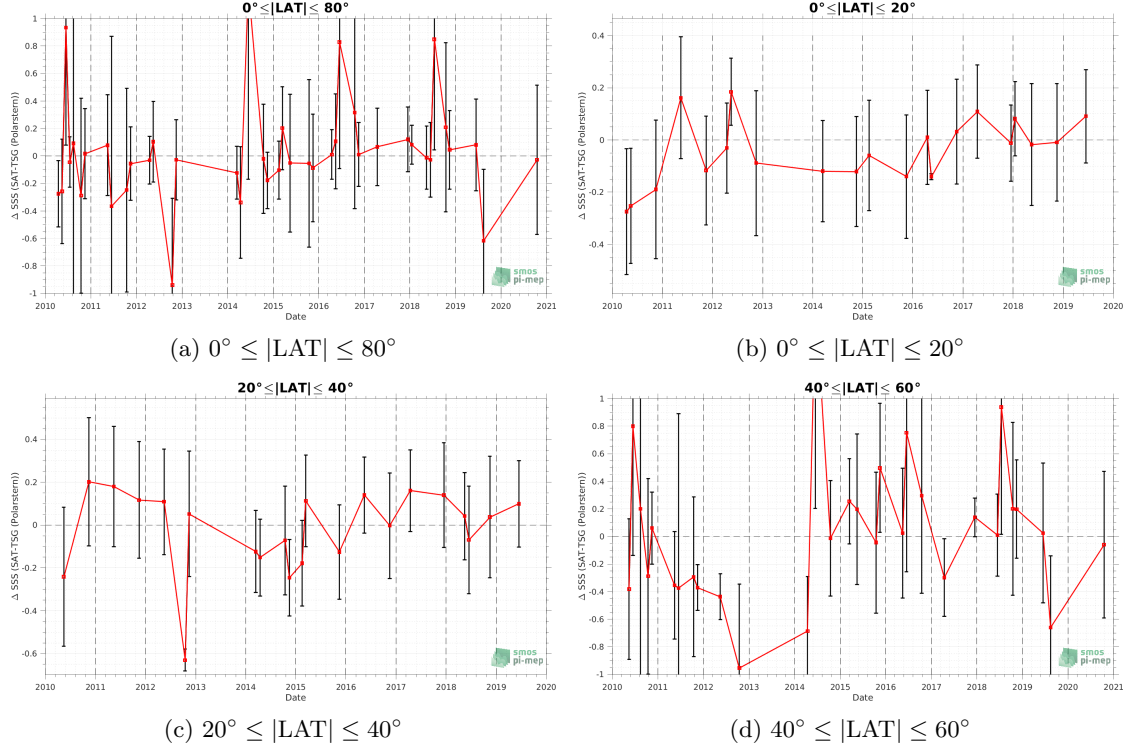 0°≤|LAT|≤ 80°
Δ SSS (SAT-TSG (Polarstern))
1
0.8
0.6
0.4
0.2
0
-0.2
-0.4
-0.6
-0.8
-1
2010 2011 2012 2013 2014 2015 2016 2017 2018 2019 2020 2021
Date
smos
pi-mep
(a) 0° ≤ |LAT| ≤ 80°
0°≤|LAT|≤ 20°
Δ SSS (SAT-TSG (Polarstern))
0.4
0.2
0
-0.2
-0.4
2010 2011 2012 2013 2014 2015 2016 2017 2018 2019 2020
Date
smos
pi-mep
(b) 0° ≤ |LAT| ≤ 20°
20°≤|LAT|≤ 40°
Δ SSS (SAT-TSG (Polarstern))
0.4
0.2
0
-0.2
-0.4
-0.6
2010 2011 2012 2013 2014 2015 2016 2017 2018 2019 2020
Date
smos
pi-mep
(c) 20° ≤ |LAT| ≤ 40°
40°≤|LAT|≤ 60°
Δ SSS (SAT-TSG (Polarstern))
1
0.8
0.6
0.4
0.2
0
-0.2
-0.4
-0.6
-0.8
-1
2010 2011 2012 2013 2014 2015 2016 2017 2018 2019 2020 2021
Date
smos
pi-mep
(d) 40° ≤ |LAT| ≤ 60°